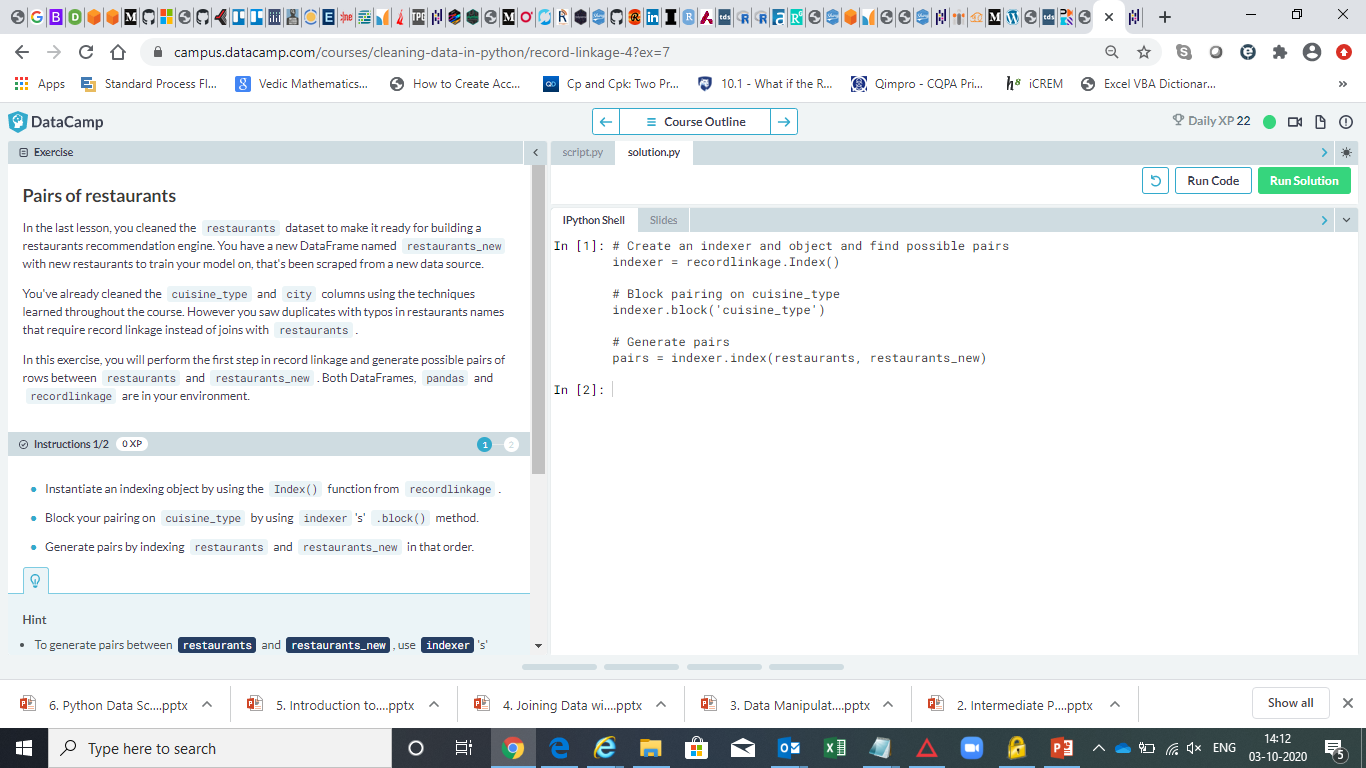 campus.datacamp.com/courses/cleaning-data-in-python/record-linkage-4?ex=7
Apps
Standard Process Fl...
Vedic Mathematics...
How to Create Acc...
Cp and Cpk: Two Pr...
10.1 - What if the R...
Qimpro - CQPA Pri...
iCREM
Excel VBA Dictionar...
»
DataCamp
Course Outline
Daily XP 22
Exercise
Pairs of restaurants
In the last lesson, you cleaned the restaurants dataset to make it ready for building a
restaurants recommendation engine. You have a new DataFrame named restaurants_new
with new restaurants to train your model on, that's been scraped from a new data source.
You've already cleaned the cuisine_type and city columns using the techniques
learned throughout the course. However you saw duplicates with typos in restaurants names
that require record linkage instead of joins with restaurants .
In this exercise, you will perform the first step in record linkage and generate possible pairs of
rows between restaurants and restaurants_new . Both DataFrames, pandas and
recordlinkage are in your environment.
Instructions 1/2 0 XP
1 2
Instantiate an indexing object by using the Index() function from recordlinkage .
Block your pairing on cuisine_type by using indexer 's' .block() method.
Generate pairs by indexing restaurants and restaurants_new in that order.
Hint
To generate pairs between restaurants and restaurants_new , use indexer 's'
script.py solution.py
Run Code Run Solution
IPython Shell Slides
In [1]: # Create an indexer and object and find possible pairs
indexer = recordlinkage.Index()
# Block pairing on cuisine_type
indexer.block('cuisine_type')
# Generate pairs
pairs = indexer.index(restaurants, restaurants_new)
In [2]:
6. Python Data Sc....pptx
5. Introduction to....pptx
4. Joining Data wi....pptx
3. Data Manipulat....pptx
2. Intermediate P....pptx
Show all
Type here to search
ENG
14:12
03-10-2020
5